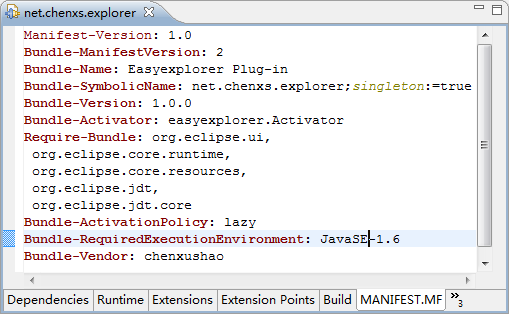 net.chenxs.explorer
Manifest-Version: 1.0
Bundle-ManifestVersion: 2
Bundle-Name: Easyexplorer Plug-in
Bundle-SymbolicName: net.chenxs.explorer;singleton:=true
Bundle-Version: 1.0.0
Bundle-Activator: easyexplorer.Activator
Require-Bundle: org.eclipse.ui,
 org.eclipse.core.runtime,
 org.eclipse.core.resources,
 org.eclipse.jdt,
 org.eclipse.jdt.core
Bundle-ActivationPolicy: lazy
Bundle-RequiredExecutionEnvironment: JavaSE-1.6
Bundle-Vendor: chenxushao
Dependencies Runtime Extensions Extension Points Build MANIFEST.MF »3